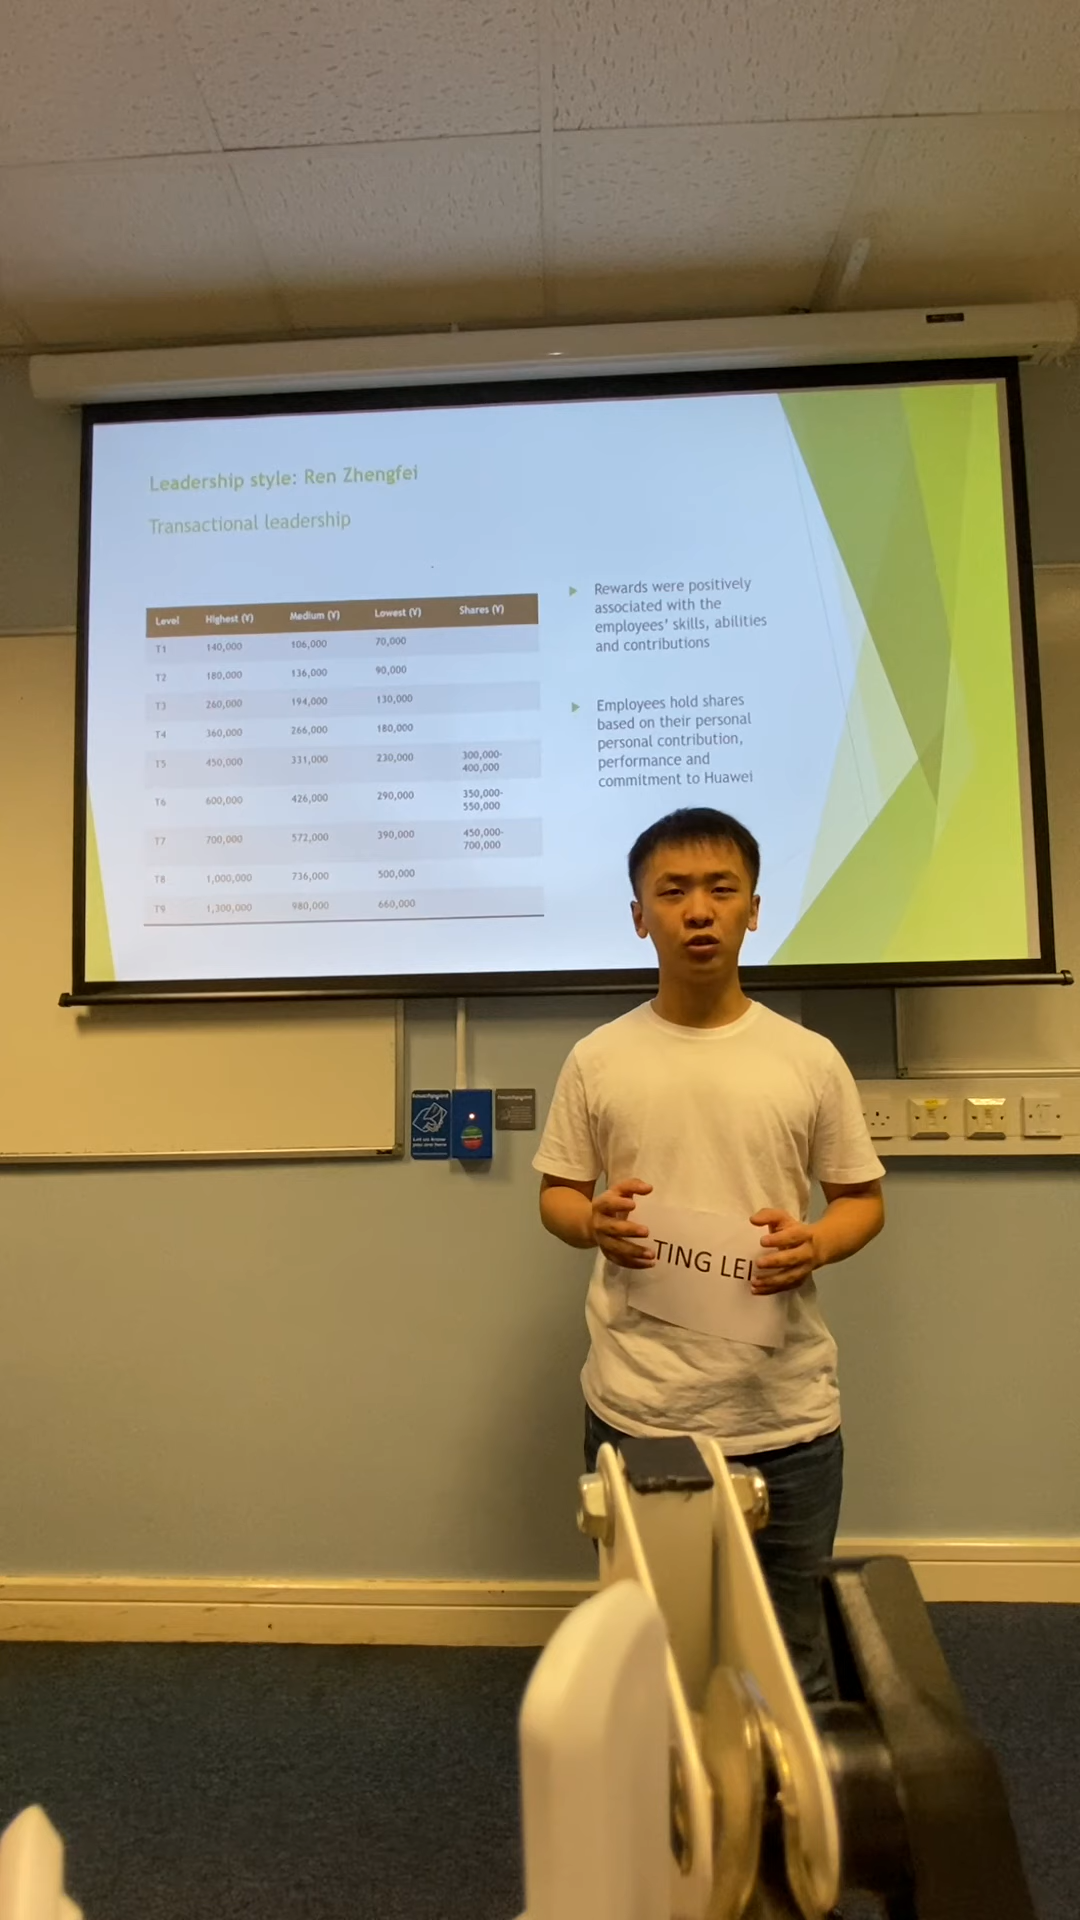 Leadership style: Ren Zhengfei
Transactional leadership
Level Highest (Y) Medium (Y) Lowest (Y) Shares (Y)
T1 140,000 106,000 70,000
T2 180,000 136,000 90,000
T3 260,000 194,000 130,000
T4 360,000 266,000 180,000
T5 450,000 331,000 230,000 300,000-
400,000
T6 600,000 426,000 290,000 350,000-
550,000
T7 700,000 572,000 390,000 450,000-
700,000
T8 1,000,000 736,000 500,000
T9 1,300,000 980,000 660,000
Rewards were positively
associated with the
employees' skills, abilities
and contributions
Employees hold shares
based on their personal
personal contribution,
performance and
commitment to Huawei
Let us know
you are here
TING LEI